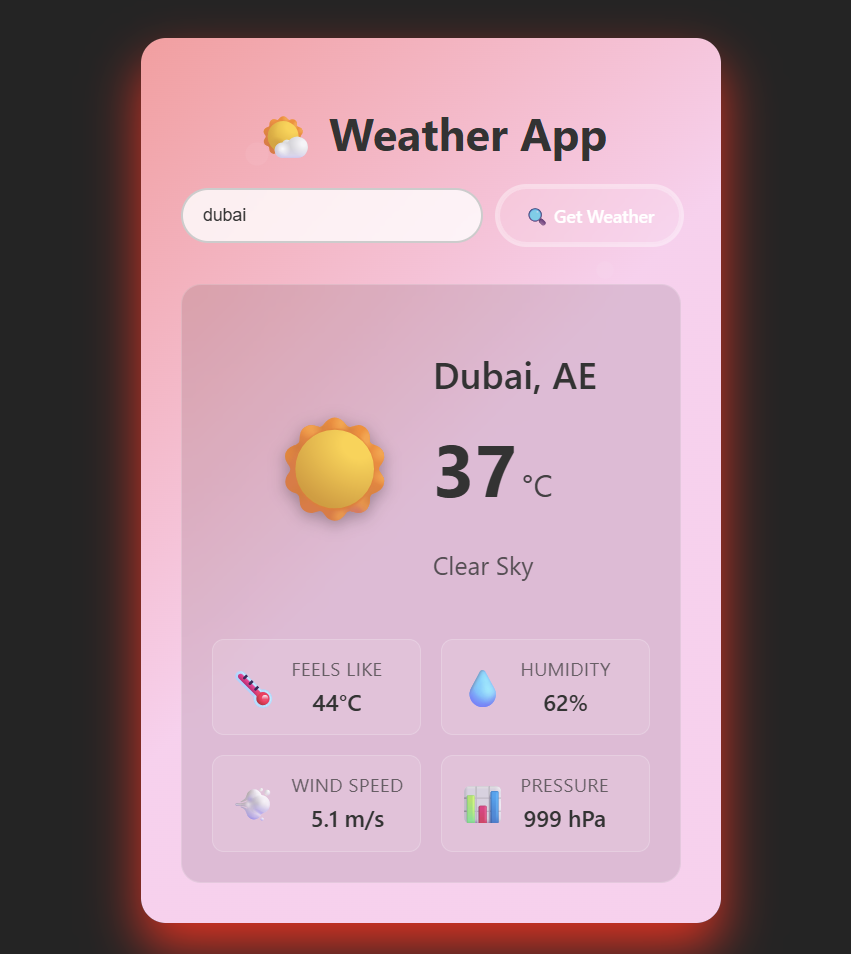 Weather App
dubai
Get Weather
Dubai, AE
37 °C
Clear Sky
FEELS LIKE
44°C
HUMIDITY
62%
WIND SPEED
5.1 m/s
PRESSURE
999 hPa